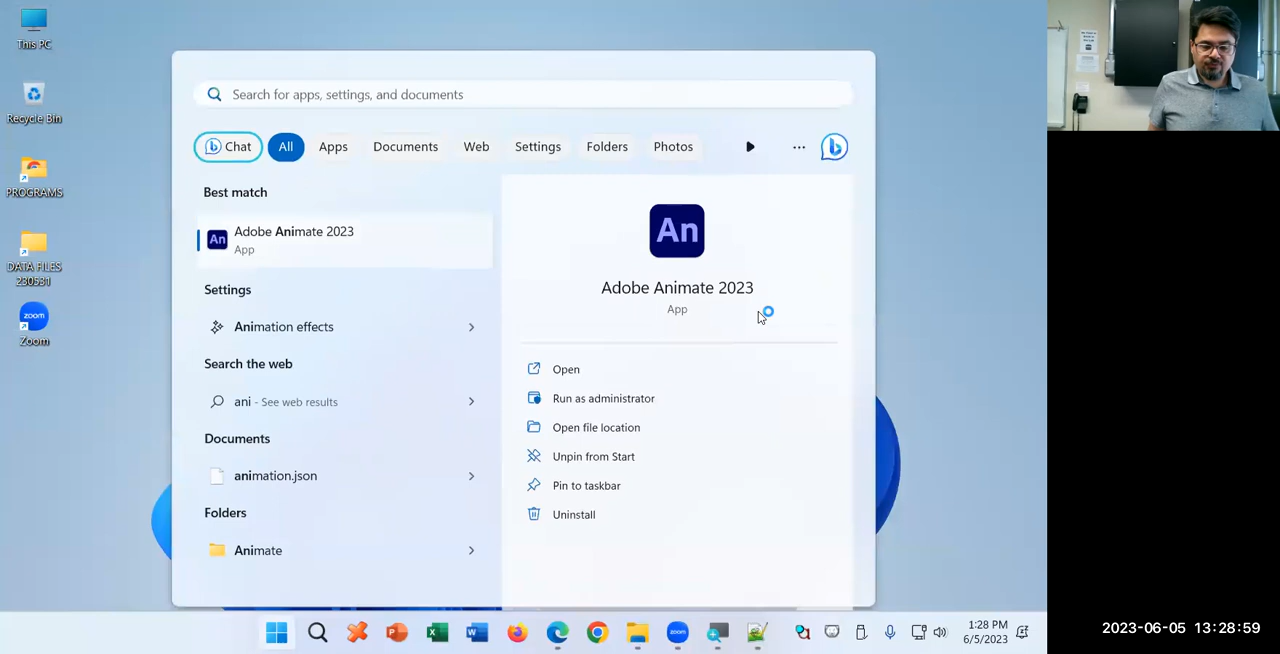 This PC
Recycle Bin
PROGRAMS
DATA FILES
230531
zoom
Zoom
Search for apps, settings, and documents
Chat
All
Apps
Documents
Web
Settings
Folders
Photos
Best match
An
Adobe Animate 2023
App
Settings
Animation effects
Search the web
ani - See web results
Documents
animation.json
Folders
Animate
An
Adobe Animate 2023
App
Open
Run as administrator
Open file location
Unpin from Start
Pin to taskbar
Uninstall
zoom
1:28 PM
6/5/2023
2023-06-05 13:28:59